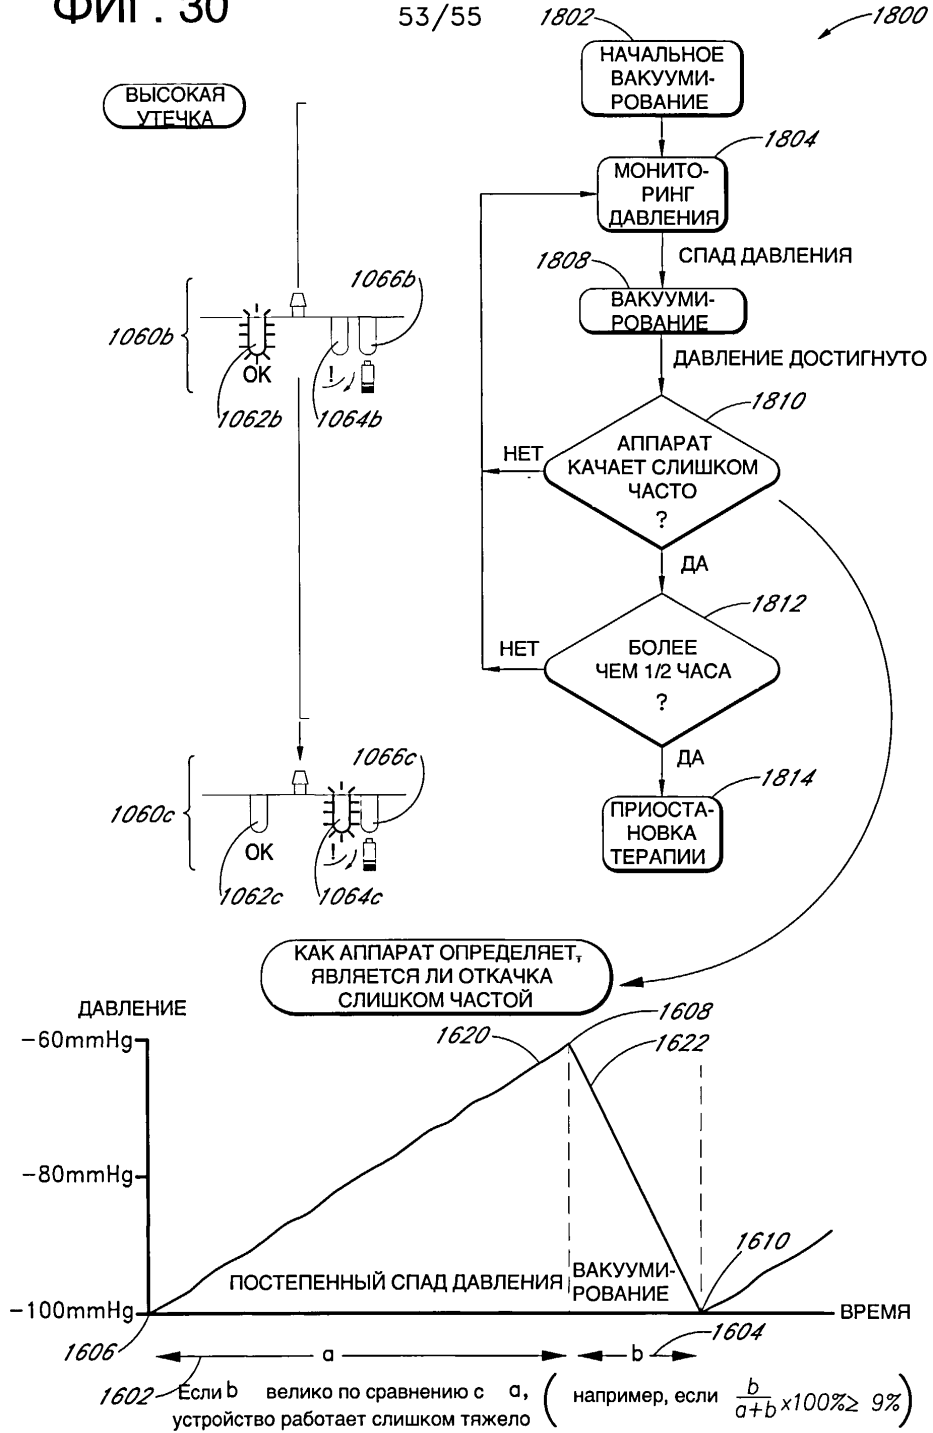 ФИГ. 30
53/55
1800
ВЫСОКАЯ
УТЕЧКА
1802
НАЧАЛЬНОЕ
ВАКУУМИ-
РОВАНИЕ
1804
МОНИТО-
РИНГ
ДАВЛЕНИЯ
СПАД ДАВЛЕНИЯ
1808
ВАКУУМИ-
РОВАНИЕ
ДАВЛЕНИЕ ДОСТИГНУТО
1810
АППАРАТ
КАЧАЕТ СЛИШКОМ
ЧАСТО
?
НЕТ
ДА
1812
БОЛЕЕ
ЧЕМ 1/2 ЧАСА
?
НЕТ
ДА
1814
ПРИОСТА-
НОВКА
ТЕРАПИИ
1066b
1060b
OK
!
1062b
1064b
1066c
1060c
OK
!
1062c
1064c
КАК АППАРАТ ОПРЕДЕЛЯЕТ,
ЯВЛЯЕТСЯ ЛИ ОТКАЧКА
СЛИШКОМ ЧАСТОЙ
ДАВЛЕНИЕ
-60mmHg
-80mmHg
-100mmHg
1620
1608
1622
1610
ПОСТЕПЕННЫЙ СПАД ДАВЛЕНИЯ
ВАКУУМИ-
РОВАНИЕ
ВРЕМЯ
1606
1602
a
b
1604
Если b велико по сравнению с a,
устройство работает слишком тяжело
(например, если b/a+b x100%≥ 9%)